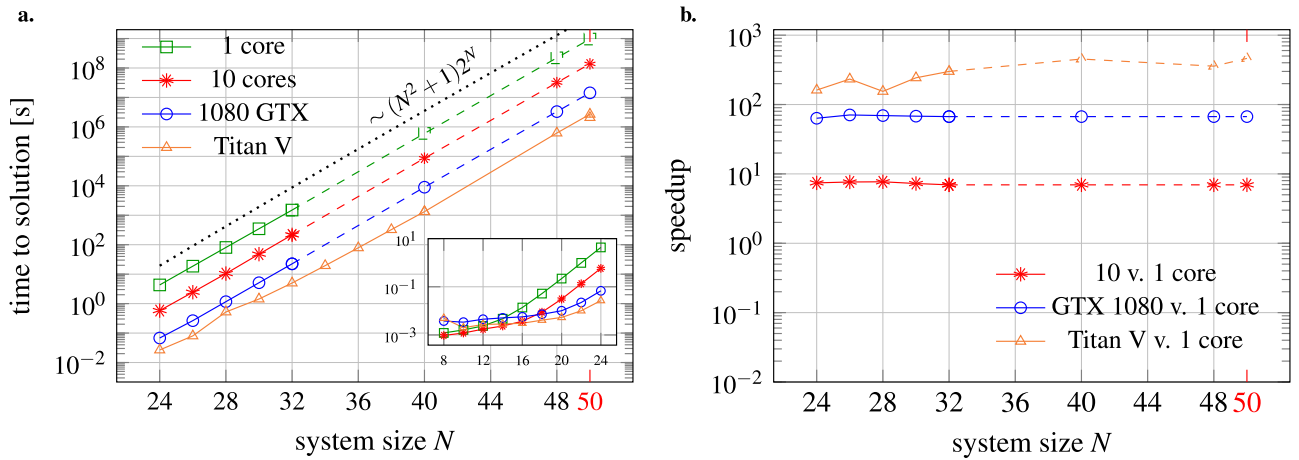 a.
time to solution [s]
10^8
10^6
10^4
10^2
10^0
10^−2
1 core
10 cores
1080 GTX
Titan V
∼ (N^2 + 1)2^N
10^1
10^−1
10^−3
8 12 16 20 24
24 28 32 36 40 44 48 50
system size N
b.
speedup
10^3
10^2
10^1
10^0
10^−1
10^−2
10 v. 1 core
GTX 1080 v. 1 core
Titan V v. 1 core
24 28 32 36 40 44 48 50
system size N